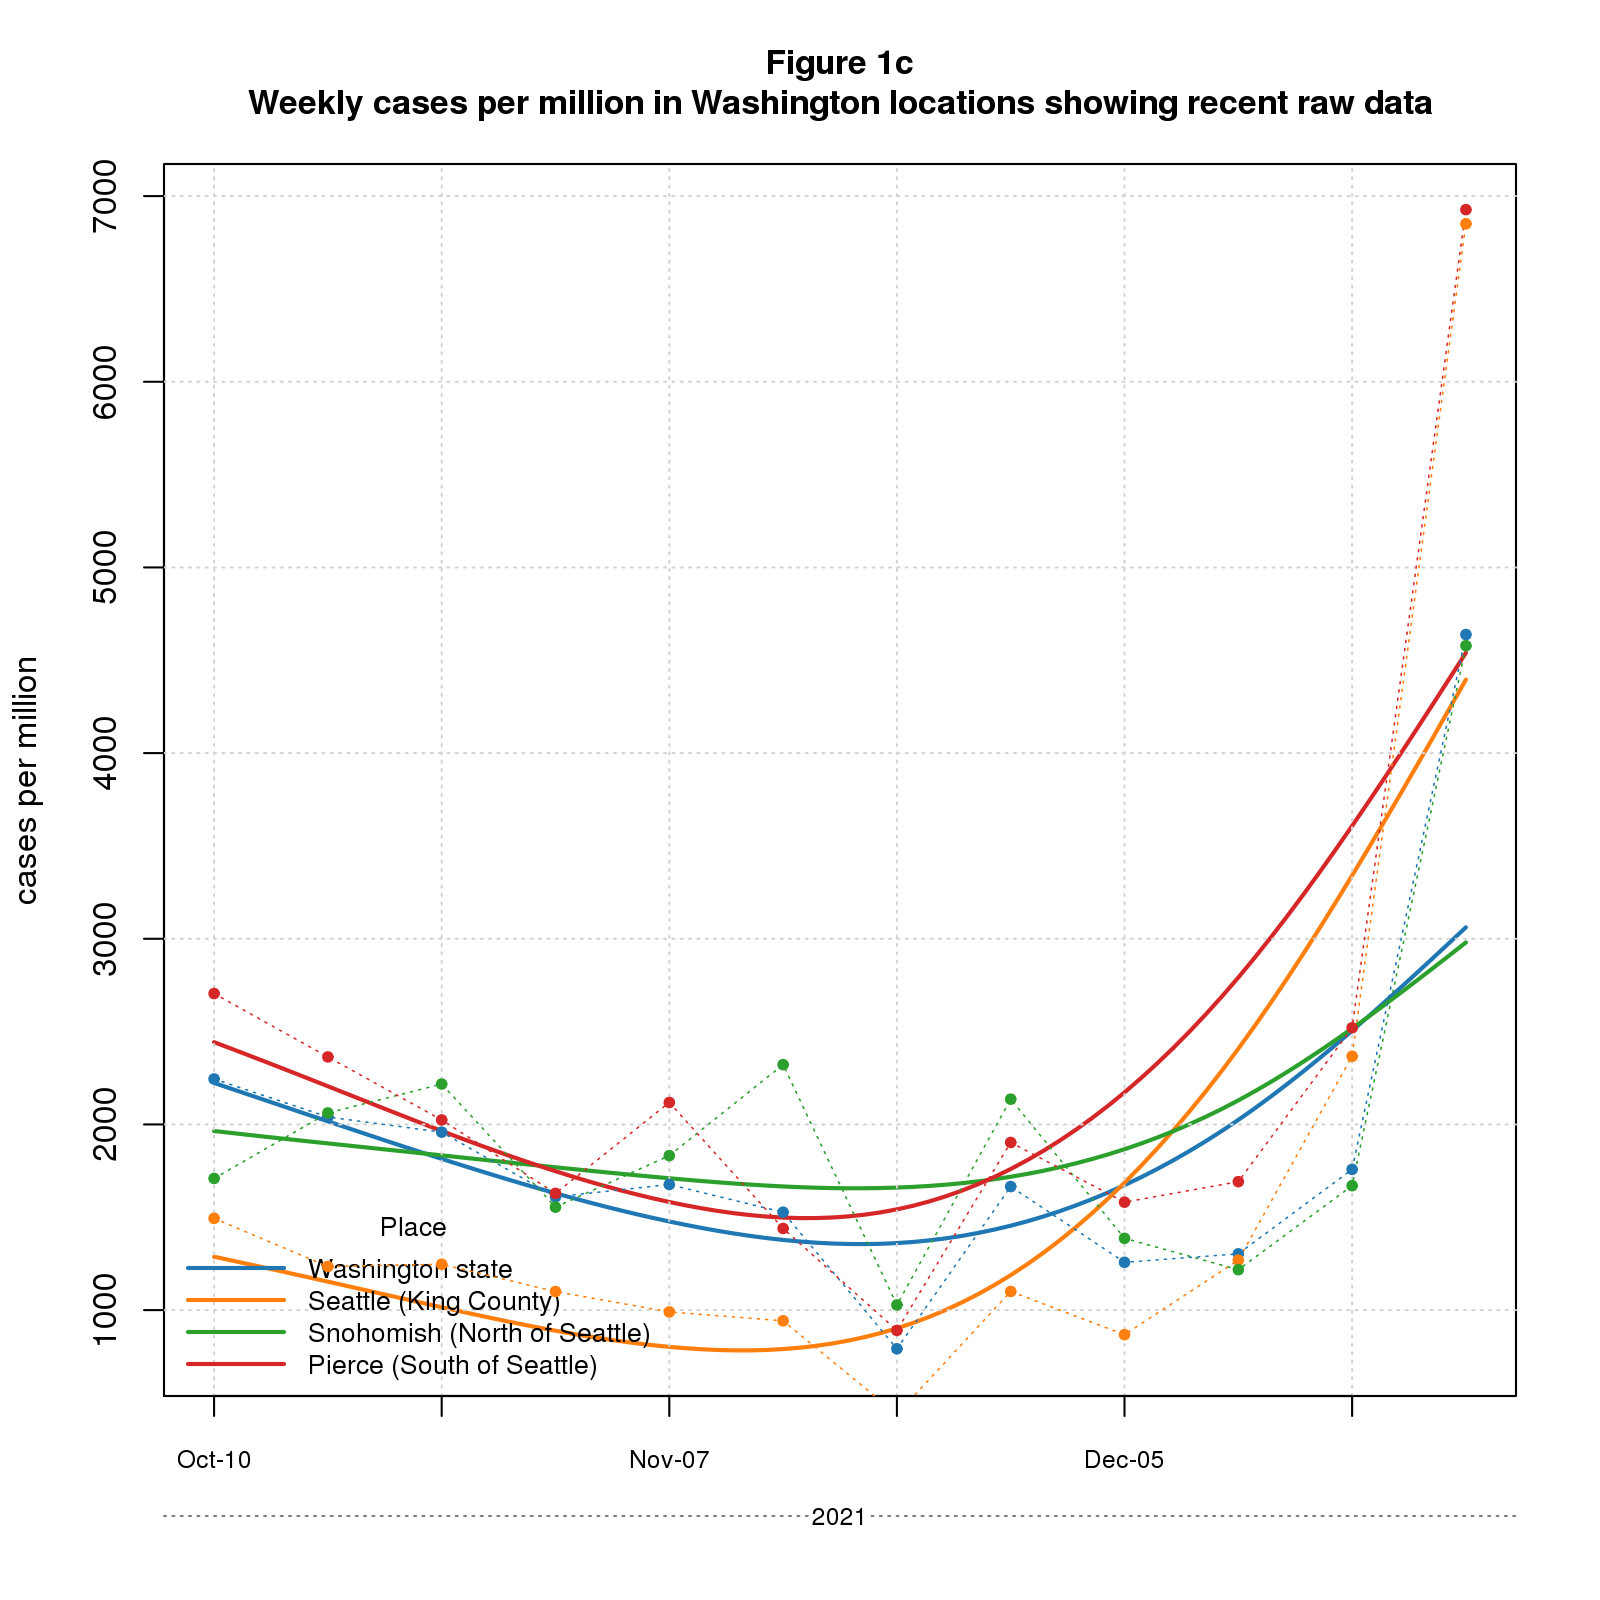 Figure 1c
Weekly cases per million in Washington locations showing recent raw data
cases per million
7000
6000
5000
4000
3000
2000
1000
Place
Washington state
Seattle (King County)
Snohomish (North of Seattle)
Pierce (South of Seattle)
Oct-10 Nov-07 Dec-05
2021